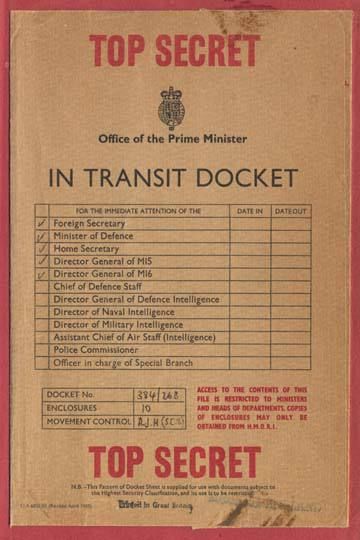 TOP SECRET
Office of the Prime Minister
IN TRANSIT DOCKET
FOR THE IMMEDIATE ATTENTION OF THE DATE IN DATE OUT
Foreign Secretary
Minister of Defence
Home Secretary
Director General of MI5
Director General of MI6
Chief of Defence Staff
Director General of Defence Intelligence
Director of Naval Intelligence
Director of Military Intelligence
Assistant Chief of Air Staff (Intelligence)
Police Commissioner
Officer in charge of Special Branch
DOCKET No. 384/268
ENCLOSURES 10
MOVEMENT CONTROL
ACCESS TO THE CONTENTS OF THIS
FILE IS RESTRICTED TO MINISTERS
AND HEADS OF DEPARTMENTS. COPIES
OF ENCLOSURES MAY ONLY BE
OBTAINED FROM H.M.D.R.I.
TOP SECRET
N.B.—This Pattern of Docket Sheet is supplied for use with documents subject to
the Highest Security Classification, and its use is to be restricted.
Printed in Great Britain